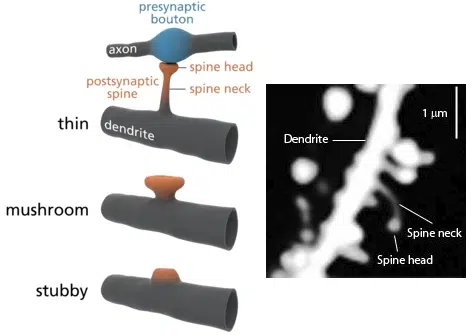 presynaptic
bouton
axon
spine head
postsynaptic
spine
spine neck
thin
dendrite
mushroom
stubby
1 µm
Dendrite
Spine neck
Spine head